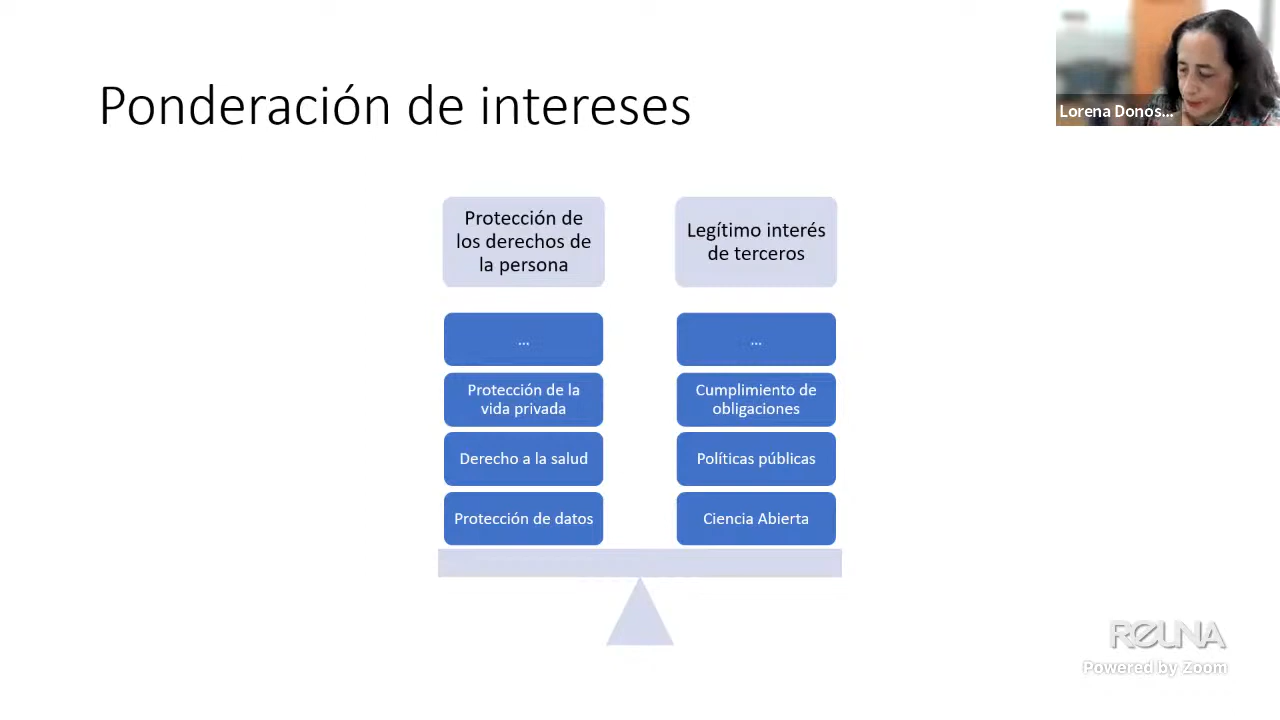 Ponderación de intereses
Lorena Donos...
Protección de
los derechos de
la persona
Legítimo interés
de terceros
...
...
Protección de la
vida privada
Cumplimiento de
obligaciones
Derecho a la salud
Políticas públicas
Protección de datos
Ciencia Abierta
REUNA
Powered by Zoom